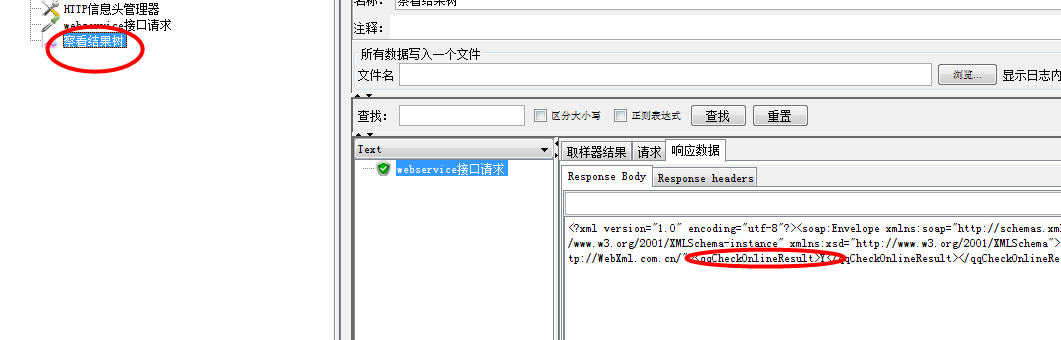 HTTP信息头管理器
webservice接口请求
察看结果树
名称： 察看结果树
注释：
所有数据写入一个文件
文件名 浏览... 显示日志内
查找： 区分大小写 正则表达式 查找 重置
Text
webservice接口请求
取样器结果 请求 响应数据
Response Body Response headers
<?xml version="1.0" encoding="utf-8"?><soap:Envelope xmlns:soap="http://schemas.xml
/www.w3.org/2001/XMLSchema-instance" xmlns:xsd="http://www.w3.org/2001/XMLSchema">
tp://WebXml.com.cn/"><qqCheckOnlineResult>Y</qqCheckOnlineResult></qqCheckOnlineRe